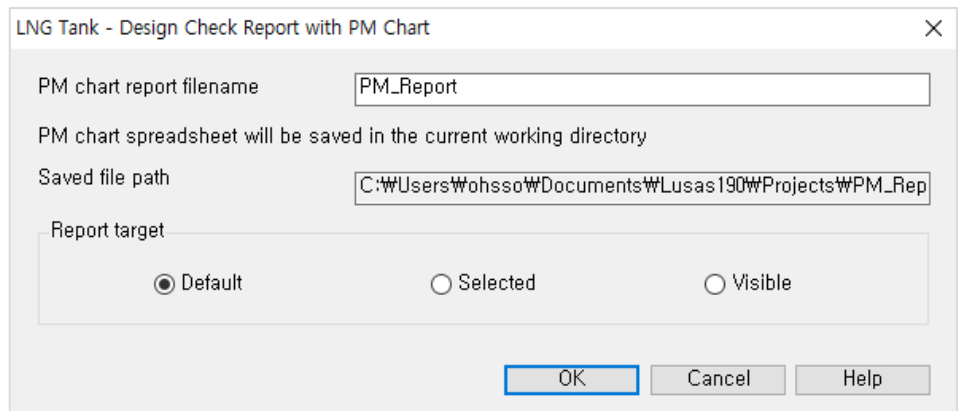 LNG Tank - Design Check Report with PM Chart
PM chart report filename
PM_Report
PM chart spreadsheet will be saved in the current working directory
Saved file path
C:₩Users₩ohsso₩Documents₩Lusas190₩Projects₩PM_Rep
Report target
Default Selected Visible
OK Cancel Help